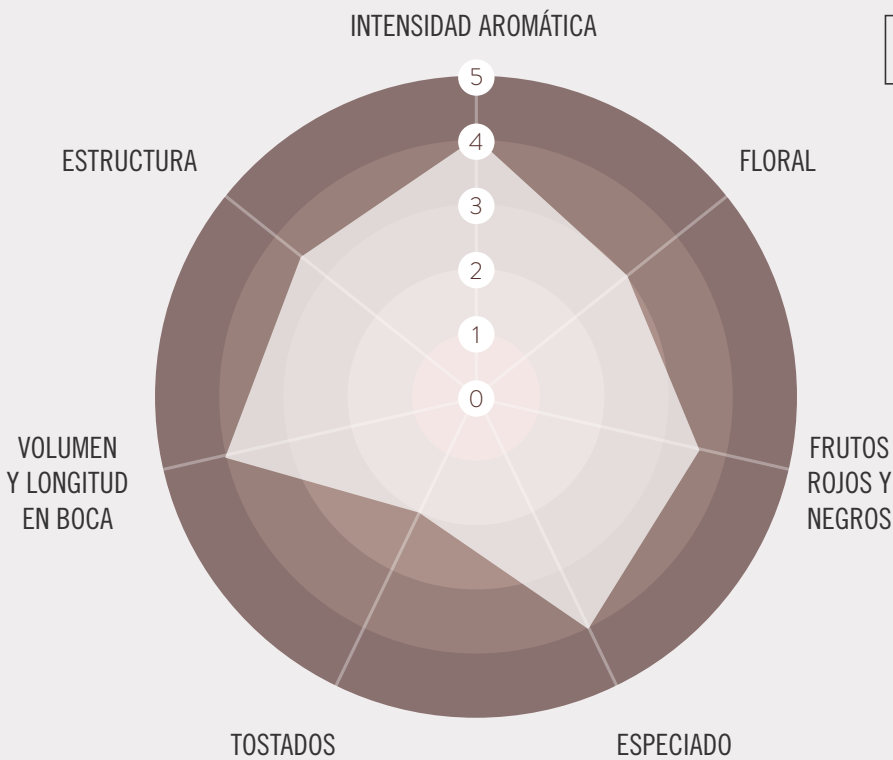 INTENSIDAD AROMÁTICA
5
4
3
2
1
0
ESTRUCTURA
FLORAL
VOLUMEN
Y LONGITUD
EN BOCA
FRUTOS
ROJOS Y
NEGROS
TOSTADOS
ESPECIADO